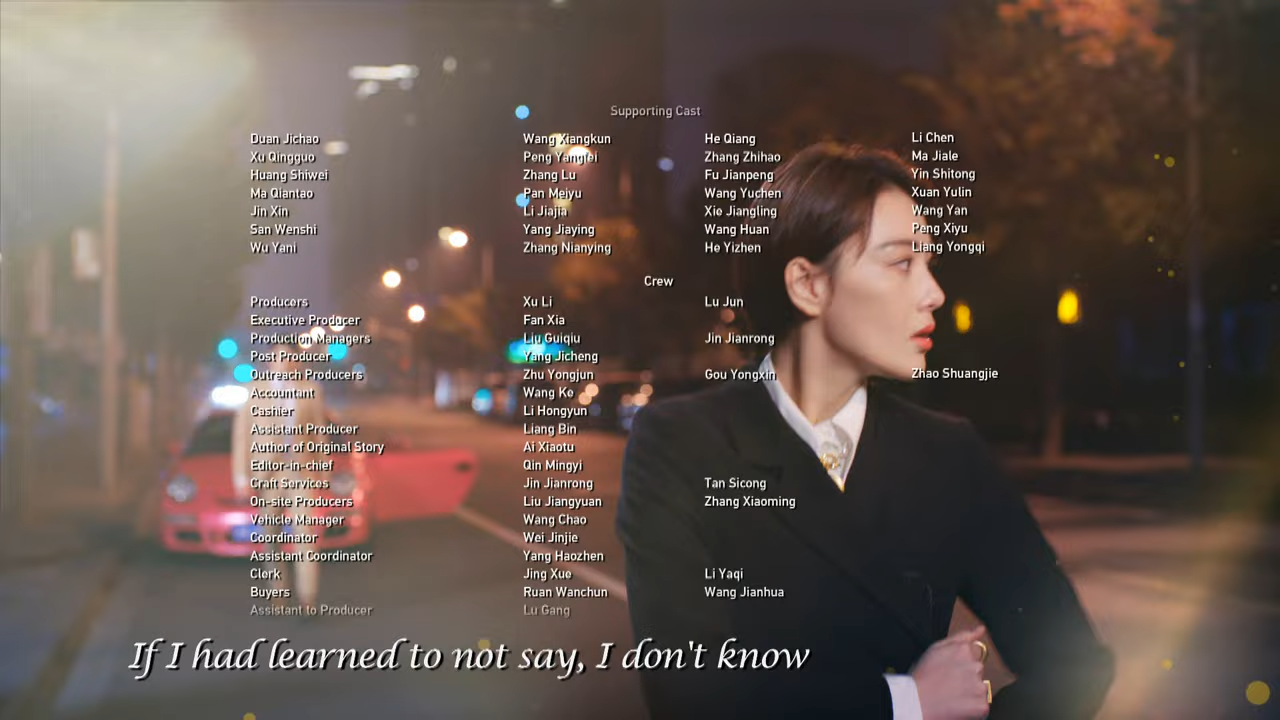 Supporting Cast
Duan Jichao Wang Xiangkun He Qiang Li Chen
Xu Qingguo Peng Yanglei Zhang Zhihao Ma Jiale
Huang Shiwei Zhang Lu Fu Jianpeng Yin Shitong
Ma Qiantao Pan Meiyu Wang Yuchen Xuan Yulin
Jin Xin Li Jiajia Xie Jiangling Wang Yan
San Wenshi Yang Jiaying Wang Huan Peng Xiyu
Wu Yani Zhang Nianying He Yizhen Liang Yongqi
Crew
Producers Xu Li Lu Jun
Executive Producer Fan Xia
Production Managers Liu Guiqiu Jin Jianrong
Post Producer Yang Jicheng
Outreach Producers Zhu Yongjun Gou Yongxin Zhao Shuangjie
Accountant Wang Ke
Cashier Li Hongyun
Assistant Producer Liang Bin
Author of Original Story Ai Xiaotu
Editor-in-chief Qin Mingyi
Craft Services Jin Jianrong Tan Sicong
On-site Producers Liu Jiangyuan Zhang Xiaoming
Vehicle Manager Wang Chao
Coordinator Wei Jinjie
Assistant Coordinator Yang Haozhen
Clerk Jing Xue Li Yaqi
Buyers Ruan Wanchun Wang Jianhua
Assistant to Producer Lu Gang
If I had learned to not say, I don't know